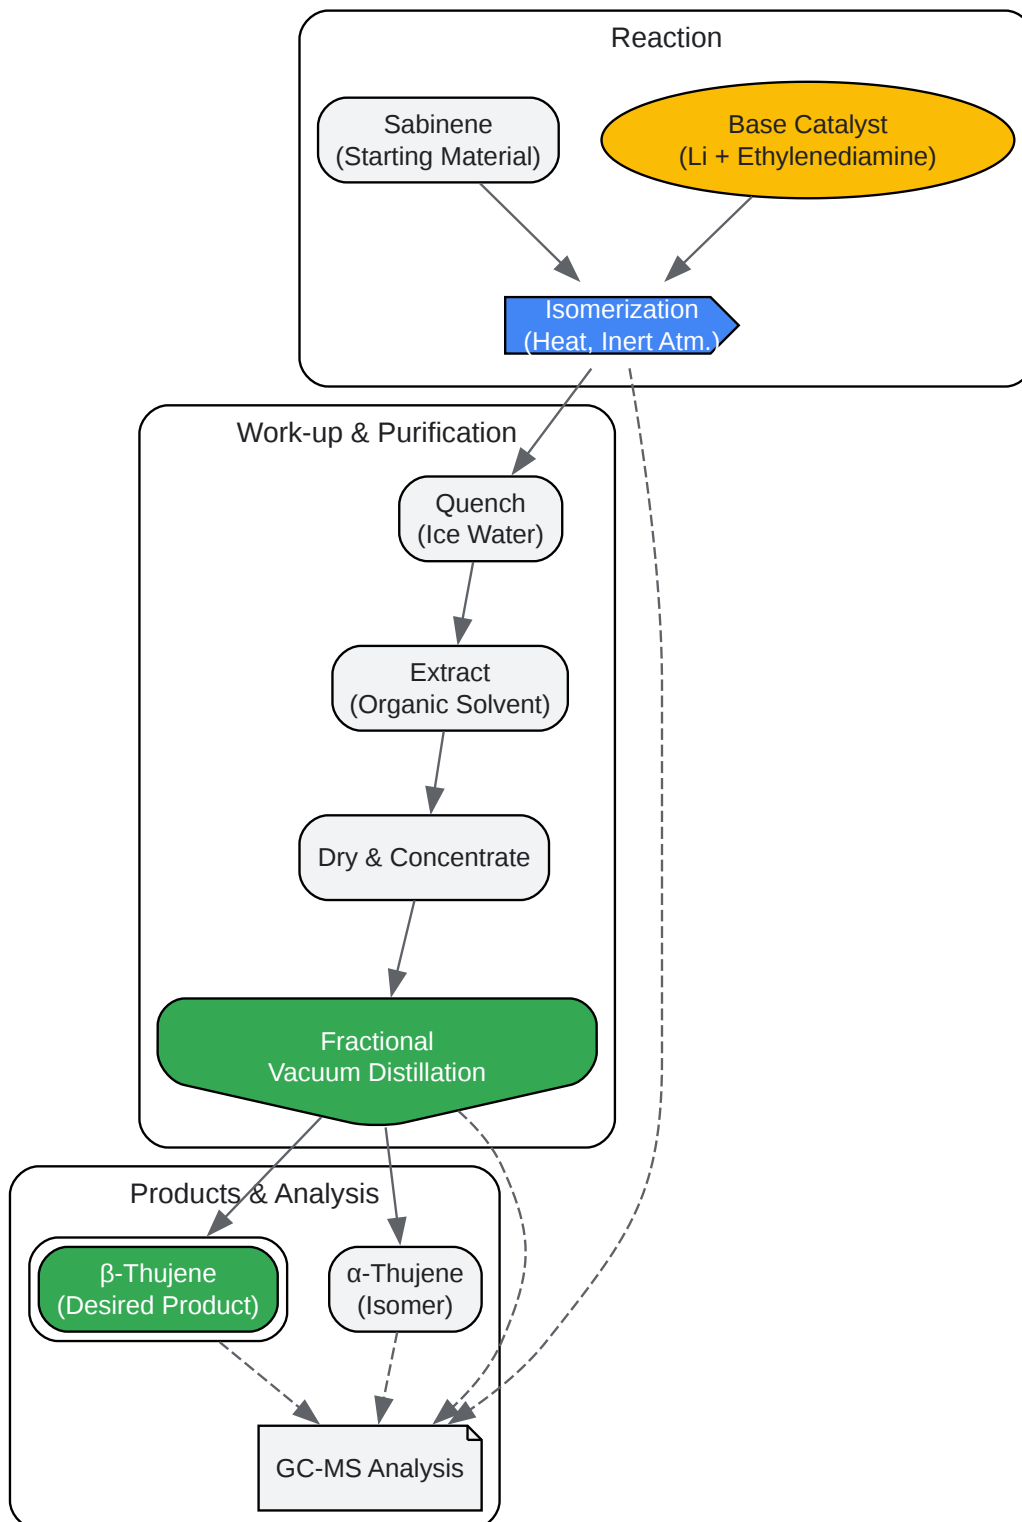 Reaction
Sabinene
(Starting Material)
Base Catalyst
(Li + Ethylenediamine)
Isomerization
(Heat, Inert Atm.)
Work-up & Purification
Quench
(Ice Water)
Extract
(Organic Solvent)
Dry & Concentrate
Fractional
Vacuum Distillation
Products & Analysis
β-Thujene
(Desired Product)
α-Thujene
(Isomer)
GC-MS Analysis